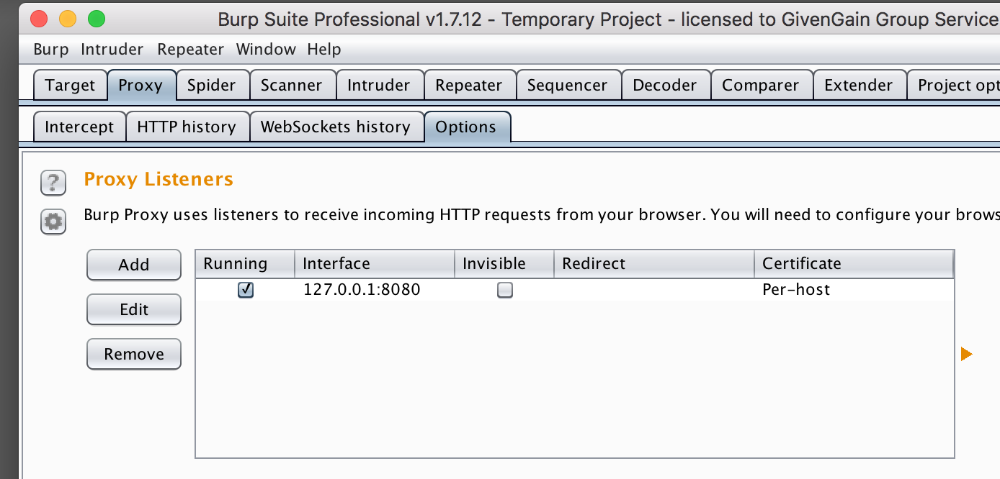 Burp Suite Professional v1.7.12 - Temporary Project - licensed to GivenGain Group Service
Burp Intruder Repeater Window Help
Target Proxy Spider Scanner Intruder Repeater Sequencer Decoder Comparer Extender Project opt
Intercept HTTP history WebSockets history Options
? Proxy Listeners
Burp Proxy uses listeners to receive incoming HTTP requests from your browser. You will need to configure your brows
Add
Edit
Remove
Running Interface Invisible Redirect Certificate
127.0.0.1:8080 Per-host